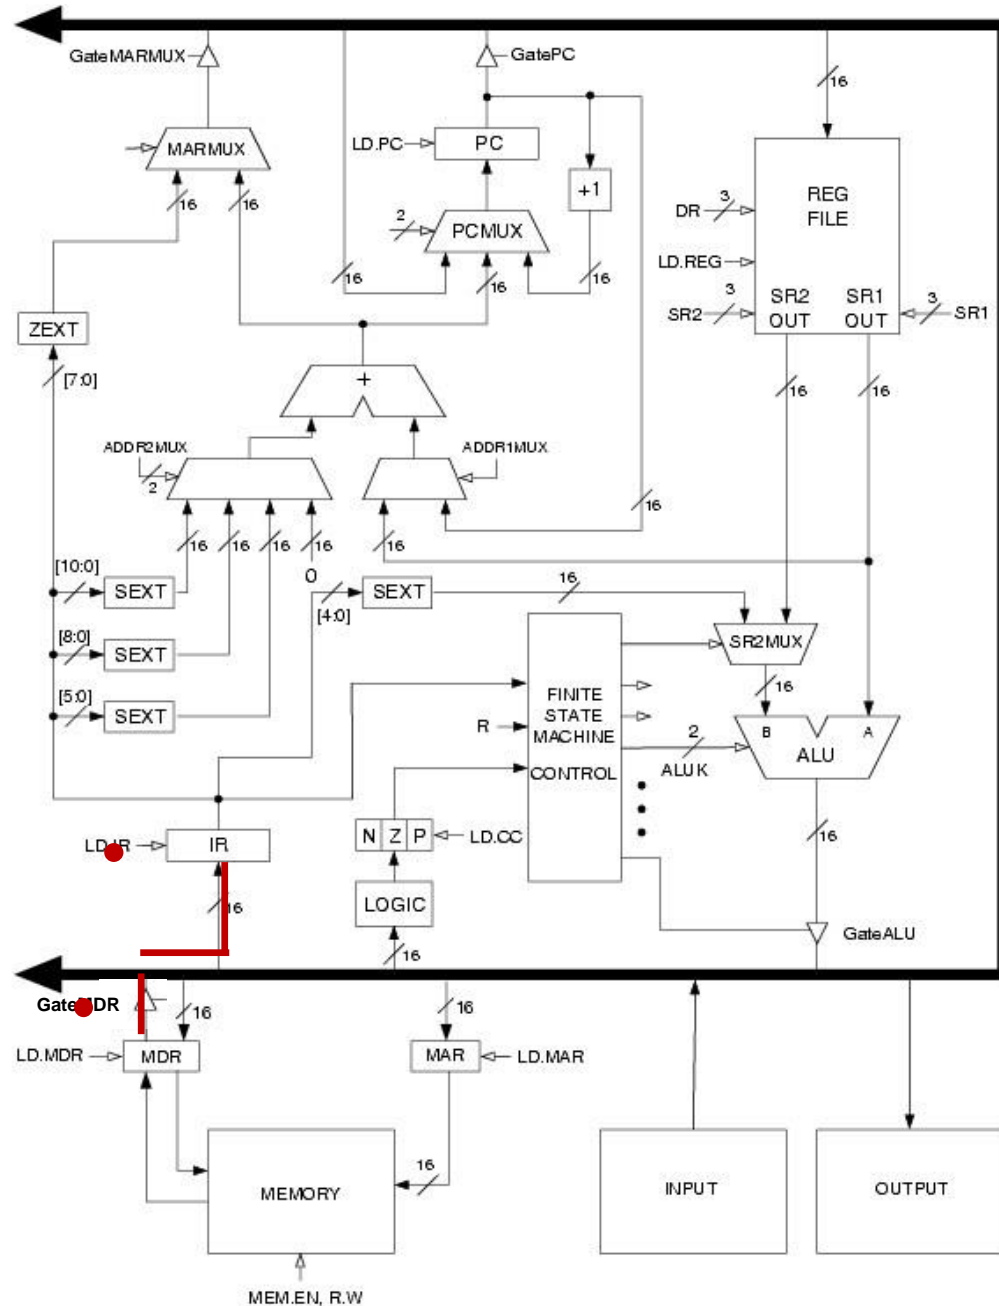 GateMARMUX
GatePC
16
MARMUX
LD.PC
PC
+1
16
16
2
PCMUX
16
16
16
REG
FILE
DR
3
LD.REG
SR2
3
SR2
OUT
SR1
OUT
3
SR1
ZEXT
[7:0]
+
16
16
ADDR2MUX
2
ADDR1MUX
16
16
16
16
16
16
0
[10:0]
SEXT
[4:0]
SEXT
16
[8:0]
SEXT
SR2MUX
16
[5:0]
SEXT
FINITE
STATE
MACHINE
CONTROL
R
2
ALUK
B
A
ALU
16
N Z P
LD.CC
LD.IR
IR
16
LOGIC
16
GateALU
GateMDR
16
16
LD.MDR
MDR
MAR
LD.MAR
16
MEMORY
INPUT
OUTPUT
MEM.EN, R.W